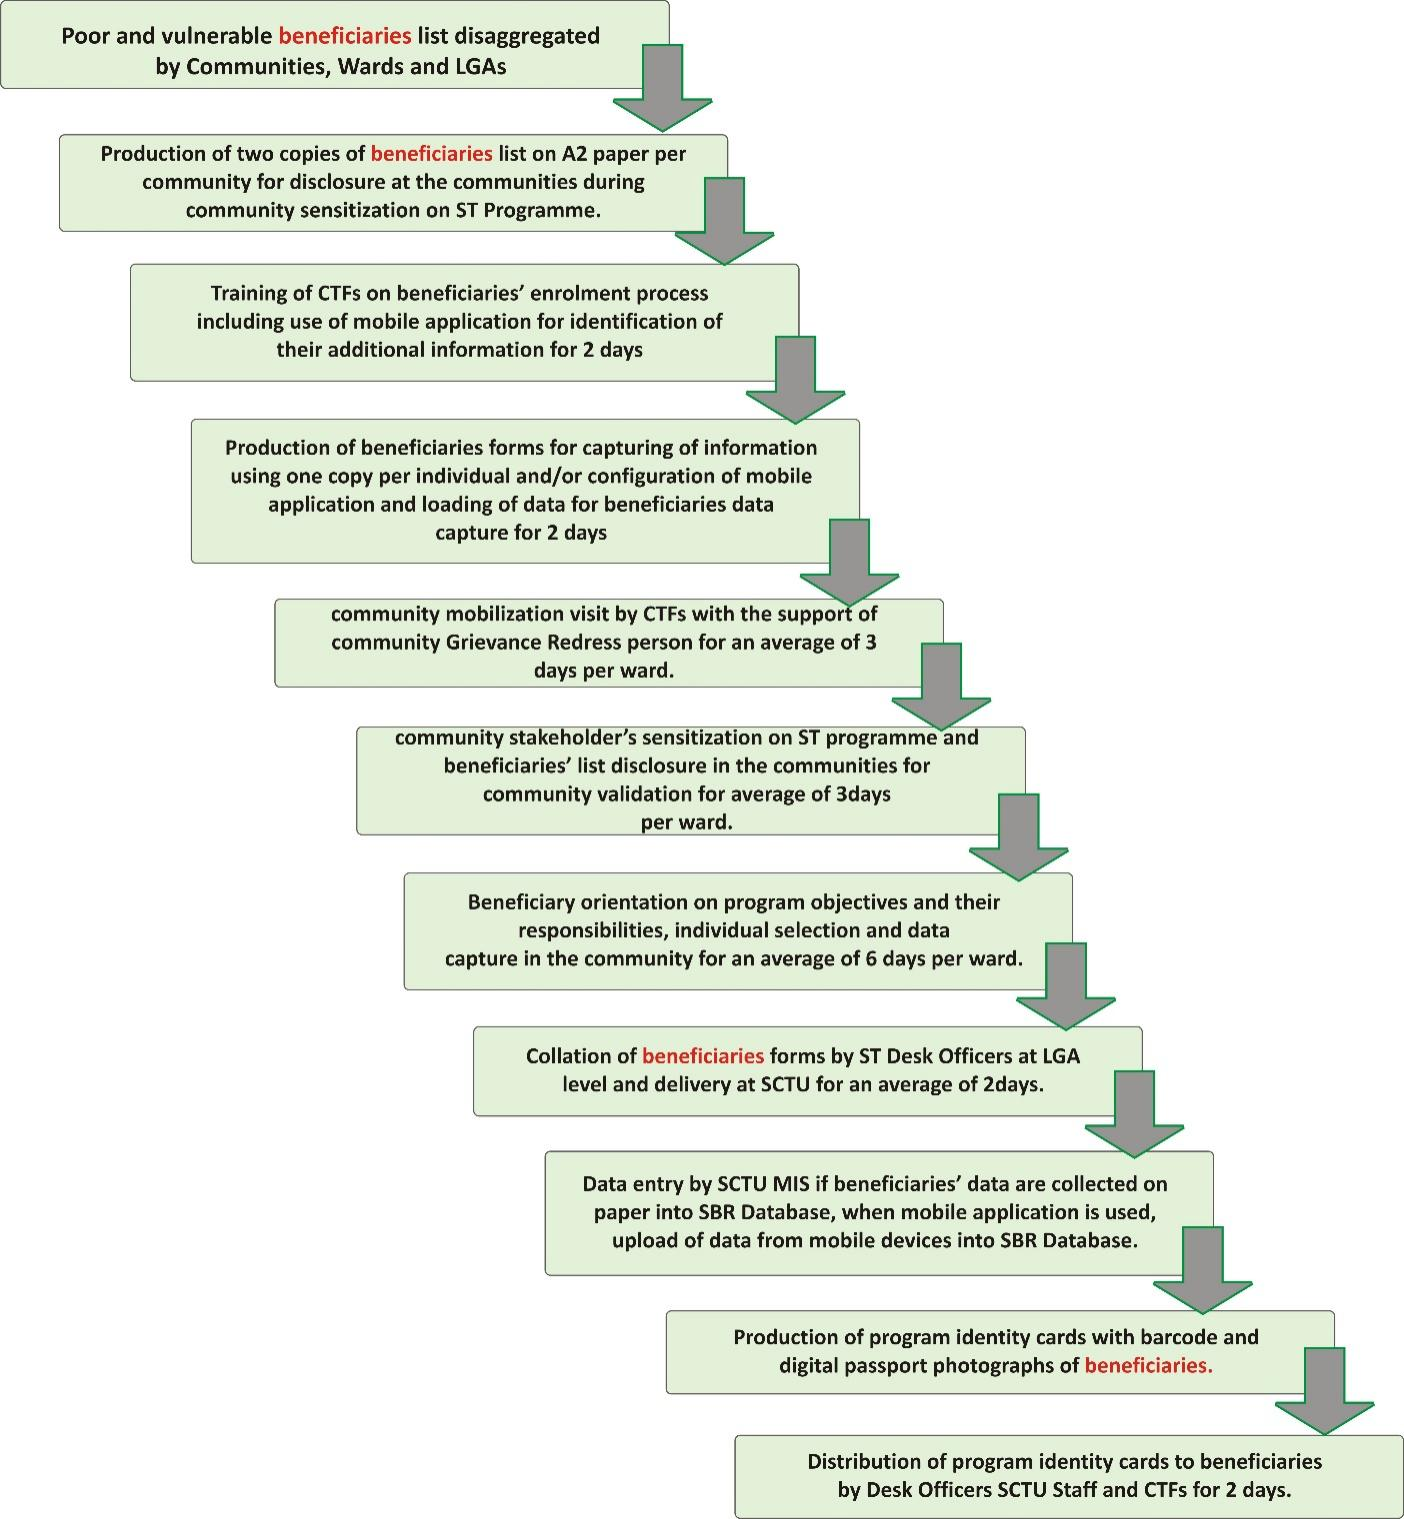 Poor and vulnerable beneficiaries list disaggregated
by Communities, Wards and LGAs
Production of two copies of beneficiaries list on A2 paper per
community for disclosure at the communities during
community sensitization on ST Programme.
Training of CTFs on beneficiaries’ enrolment process
including use of mobile application for identification of
their additional information for 2 days
Production of beneficiaries forms for capturing of information
using one copy per individual and/or configuration of mobile
application and loading of data for beneficiaries data
capture for 2 days
community mobilization visit by CTFs with the support of
community Grievance Redress person for an average of 3
days per ward.
community stakeholder’s sensitization on ST programme and
beneficiaries’ list disclosure in the communities for
community validation for average of 3days
per ward.
Beneficiary orientation on program objectives and their
responsibilities, individual selection and data
capture in the community for an average of 6 days per ward.
Collation of beneficiaries forms by ST Desk Officers at LGA
level and delivery at SCTU for an average of 2days.
Data entry by SCTU MIS if beneficiaries’ data are collected on
paper into SBR Database, when mobile application is used,
upload of data from mobile devices into SBR Database.
Production of program identity cards with barcode and
digital passport photographs of beneficiaries.
Distribution of program identity cards to beneficiaries
by Desk Officers SCTU Staff and CTFs for 2 days.